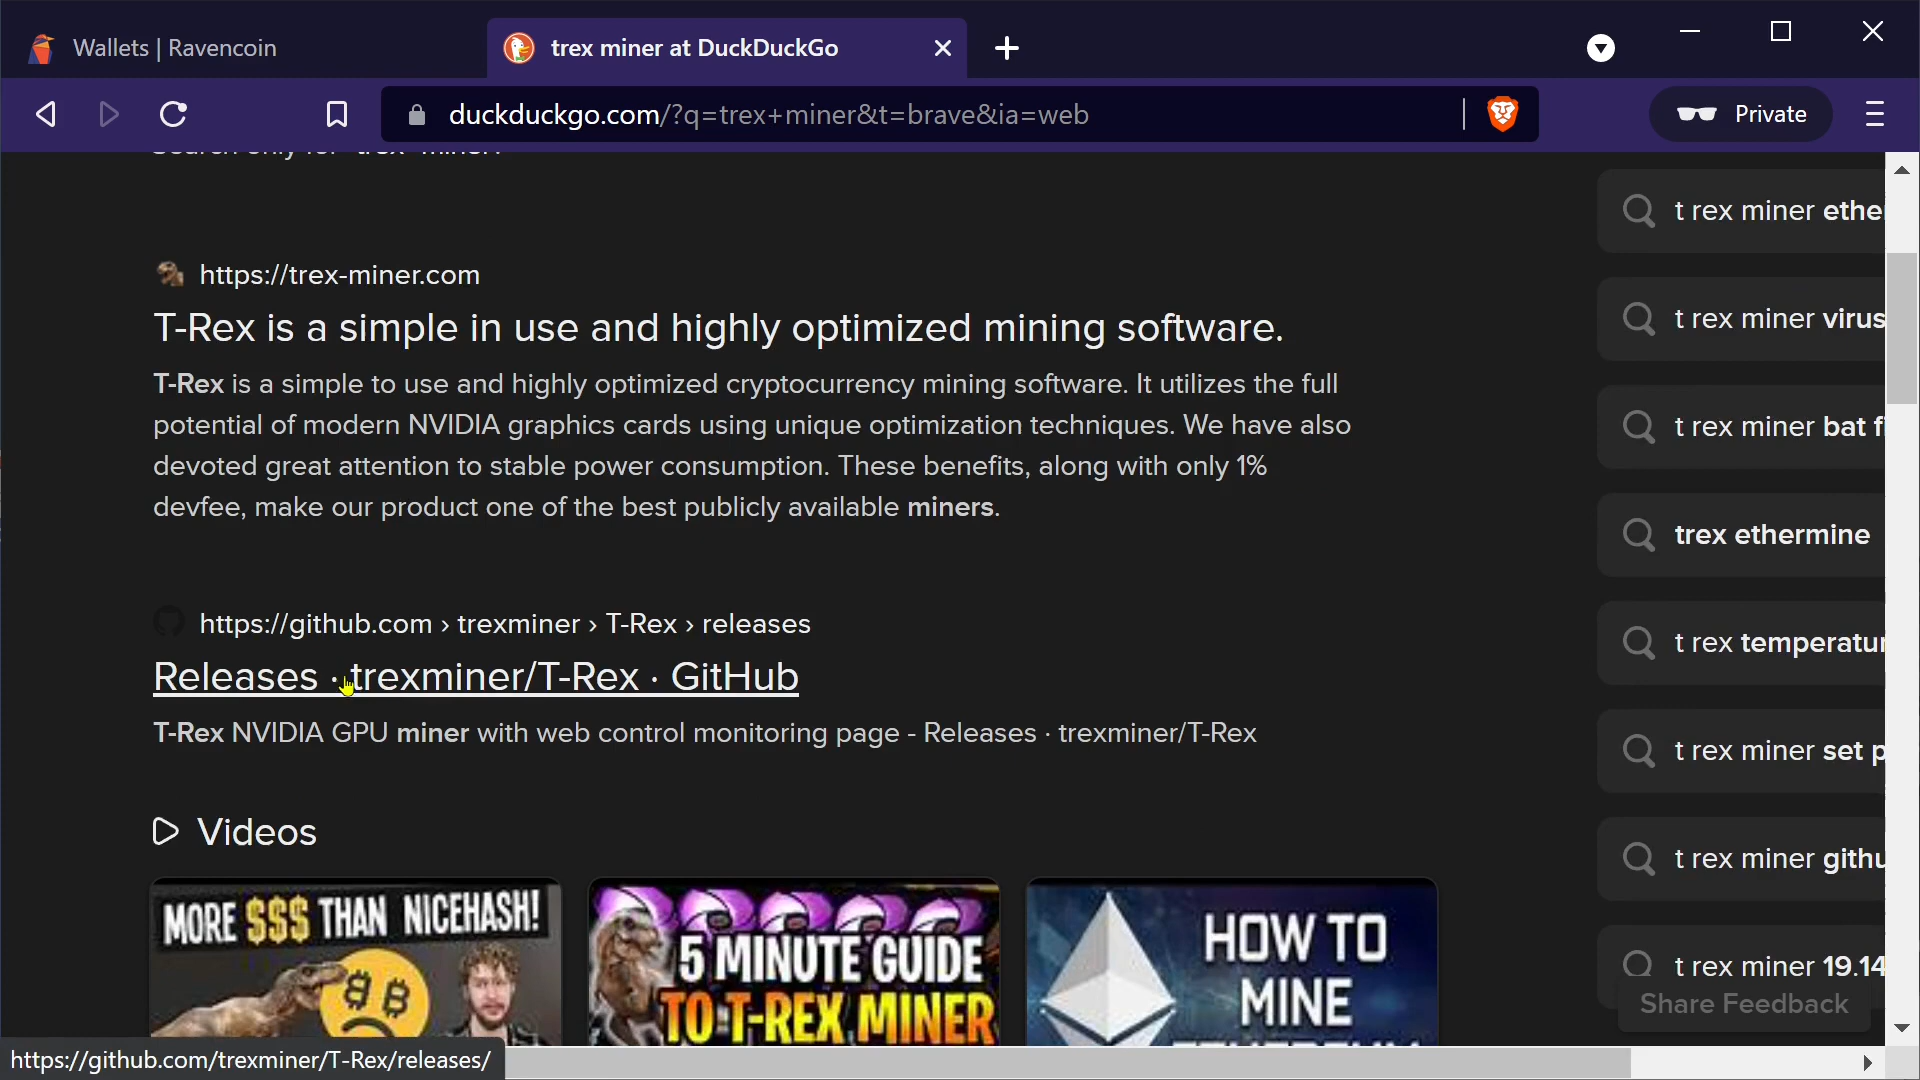 Wallets | Ravencoin
trex miner at DuckDuckGo
duckduckgo.com/?q=trex+miner&t=brave&ia=web
Private
https://trex-miner.com
T-Rex is a simple in use and highly optimized mining software.
T-Rex is a simple to use and highly optimized cryptocurrency mining software. It utilizes the full
potential of modern NVIDIA graphics cards using unique optimization techniques. We have also
devoted great attention to stable power consumption. These benefits, along with only 1%
devfee, make our product one of the best publicly available miners.
https://github.com › trexminer › T-Rex › releases
Releases · trexminer/T-Rex · GitHub
T-Rex NVIDIA GPU miner with web control monitoring page - Releases · trexminer/T-Rex
Videos
MORE $$$ THAN NICEHASH!
5 MINUTE GUIDE
TO T-REX MINER
HOW TO
MINE
t rex miner ethe
t rex miner virus
t rex miner bat f
trex ethermine
t rex temperatur
t rex miner set p
t rex miner githu
t rex miner 19.14
Share Feedback
https://github.com/trexminer/T-Rex/releases/